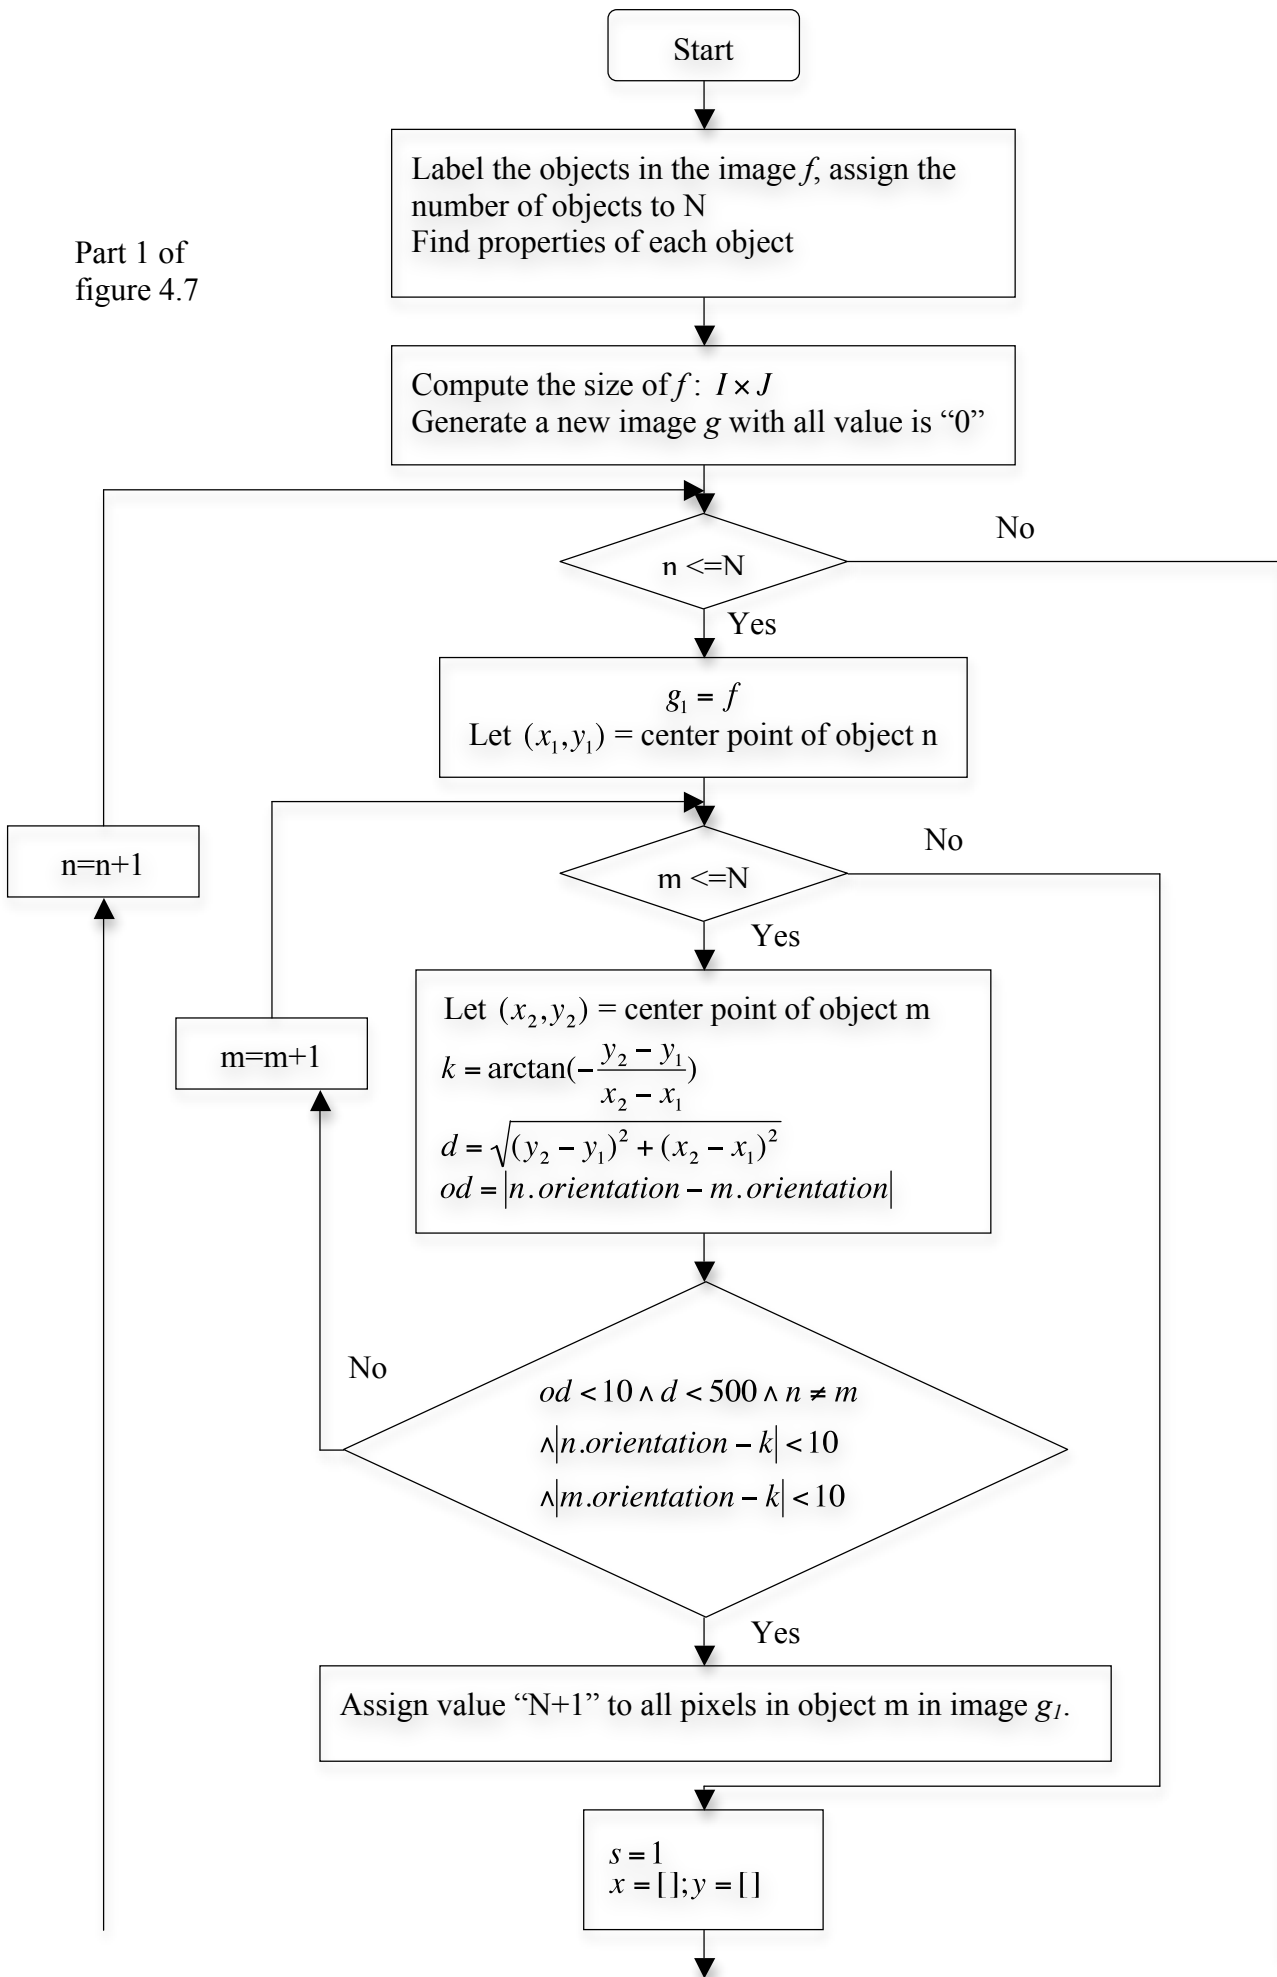 Start
Label the objects in the image f, assign the
number of objects to N
Find properties of each object
Part 1 of
figure 4.7
Compute the size of f: I × J
Generate a new image g with all value is “0”
No
n <=N
Yes
g₁ = f
Let (x₁,y₁) = center point of object n
n=n+1
No
m <=N
Yes
Let (x₂,y₂) = center point of object m
m=m+1
k = arctan(-(y₂ − y₁)/(x₂ − x₁))
d = √((y₂ − y₁)² + (x₂ − x₁)²)
od = |n.orientation − m.orientation|
No
od < 10 ∧ d < 500 ∧ n ≠ m
∧|n.orientation − k| < 10
∧|m.orientation − k| < 10
Yes
Assign value “N+1” to all pixels in object m in image g₁.
s = 1
x = []; y = []